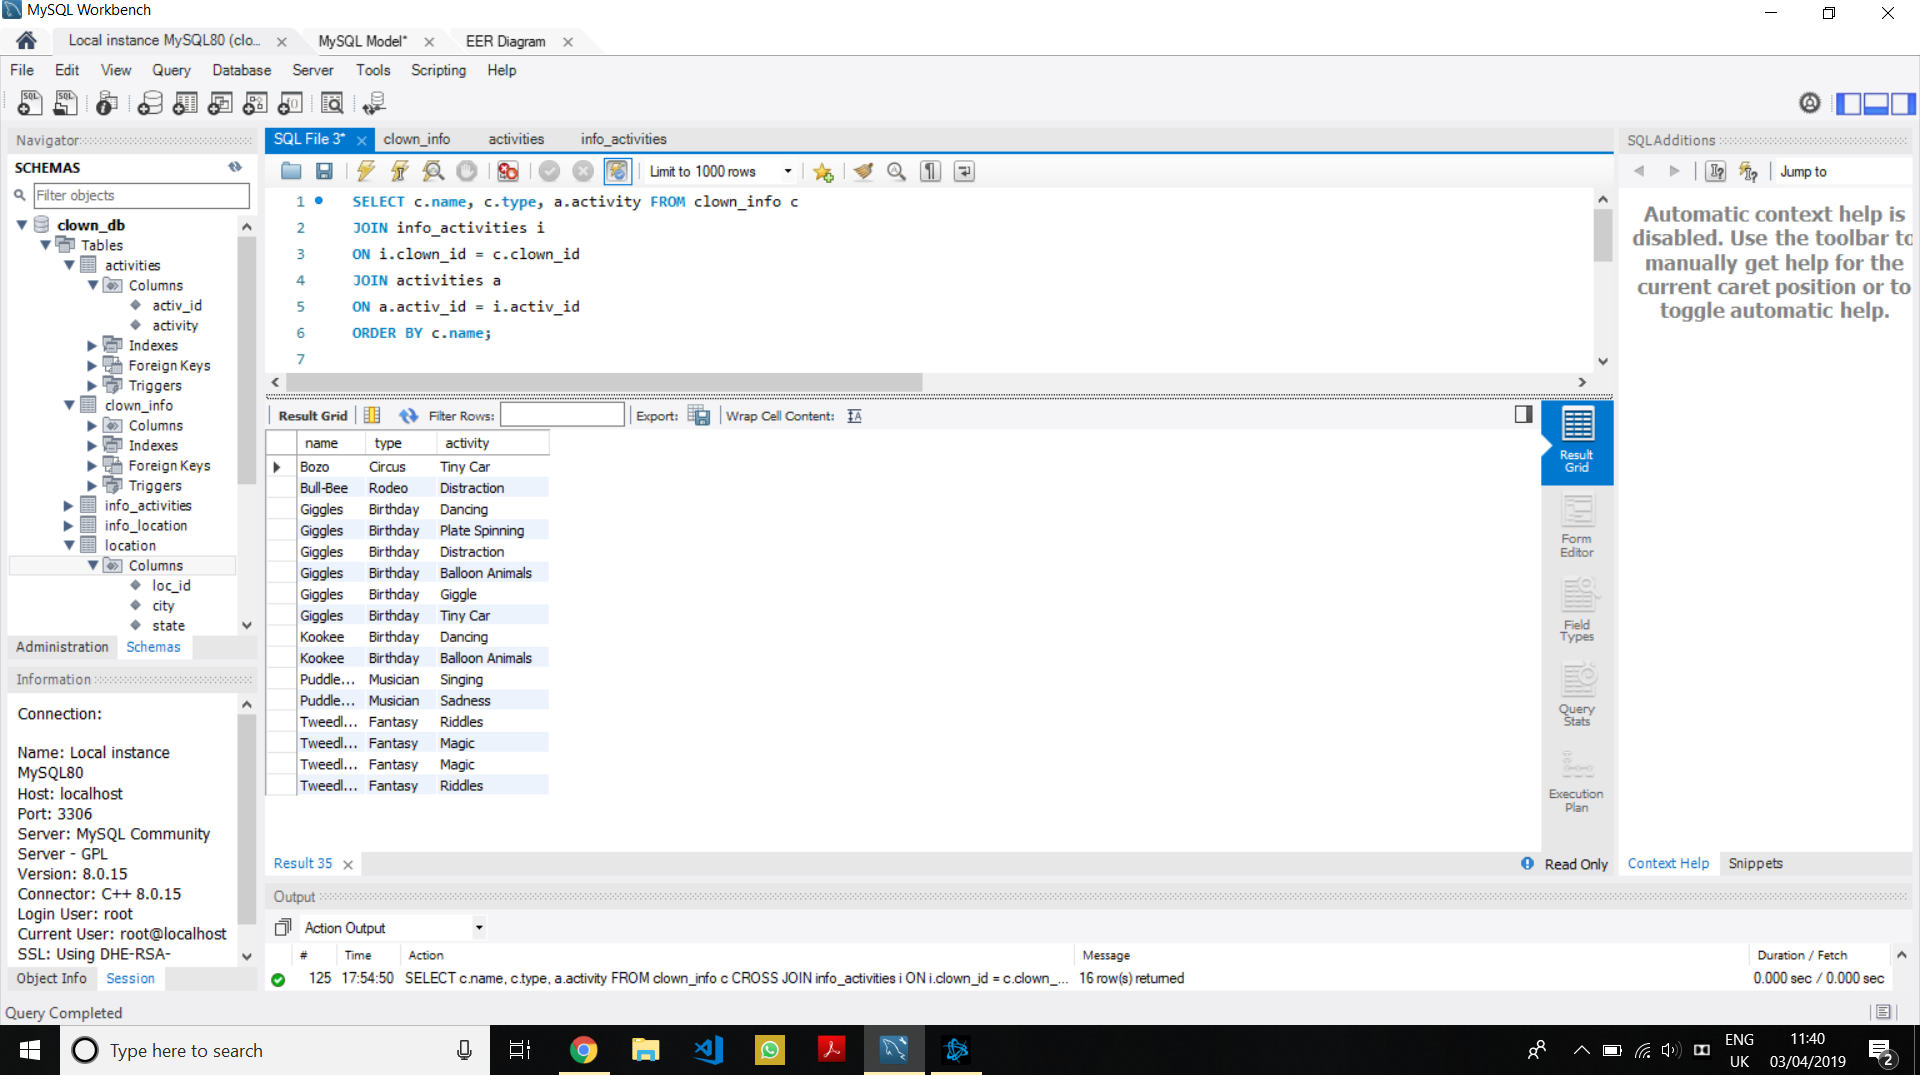 MySQL Workbench
Local instance MySQL80 (clo...
MySQL Model*
EER Diagram
File Edit View Query Database Server Tools Scripting Help
Navigator
SCHEMAS
Filter objects
clown_db
Tables
activities
Columns
activ_id
activity
Indexes
Foreign Keys
Triggers
clown_info
Columns
Indexes
Foreign Keys
Triggers
info_activities
info_location
location
Columns
loc_id
city
state
Administration Schemas
Information
Connection:
Name: Local instance
MySQL80
Host: localhost
Port: 3306
Server: MySQL Community
Server - GPL
Version: 8.0.15
Connector: C++ 8.0.15
Login User: root
Current User: root@localhost
SSL: Using DHE-RSA-
Object Info Session
SQL File 3* clown_info activities info_activities
Limit to 1000 rows
1 SELECT c.name, c.type, a.activity FROM clown_info c
2 JOIN info_activities i
3 ON i.clown_id = c.clown_id
4 JOIN activities a
5 ON a.activ_id = i.activ_id
6 ORDER BY c.name;
7
Result Grid Filter Rows: Export: Wrap Cell Content:
name type activity
Bozo Circus Tiny Car
Bull-Bee Rodeo Distraction
Giggles Birthday Dancing
Giggles Birthday Plate Spinning
Giggles Birthday Distraction
Giggles Birthday Balloon Animals
Giggles Birthday Giggle
Giggles Birthday Tiny Car
Kookee Birthday Dancing
Kookee Birthday Balloon Animals
Puddle... Musician Singing
Puddle... Musician Sadness
Tweedl... Fantasy Riddles
Tweedl... Fantasy Magic
Tweedl... Fantasy Magic
Tweedl... Fantasy Riddles
Result
Grid
Form
Editor
Field
Types
Query
Stats
Execution
Plan
Result 35
Read Only
SQLAdditions
Jump to
Automatic context help is
disabled. Use the toolbar to
manually get help for the
current caret position or to
toggle automatic help.
Context Help Snippets
Output
Action Output
# Time Action Message Duration / Fetch
125 17:54:50 SELECT c.name, c.type, a.activity FROM clown_info c CROSS JOIN info_activities i ON i.clown_id = c.clown_... 16 row(s) returned 0.000 sec / 0.000 sec
Query Completed
Type here to search
ENG
UK
11:40
03/04/2019
2